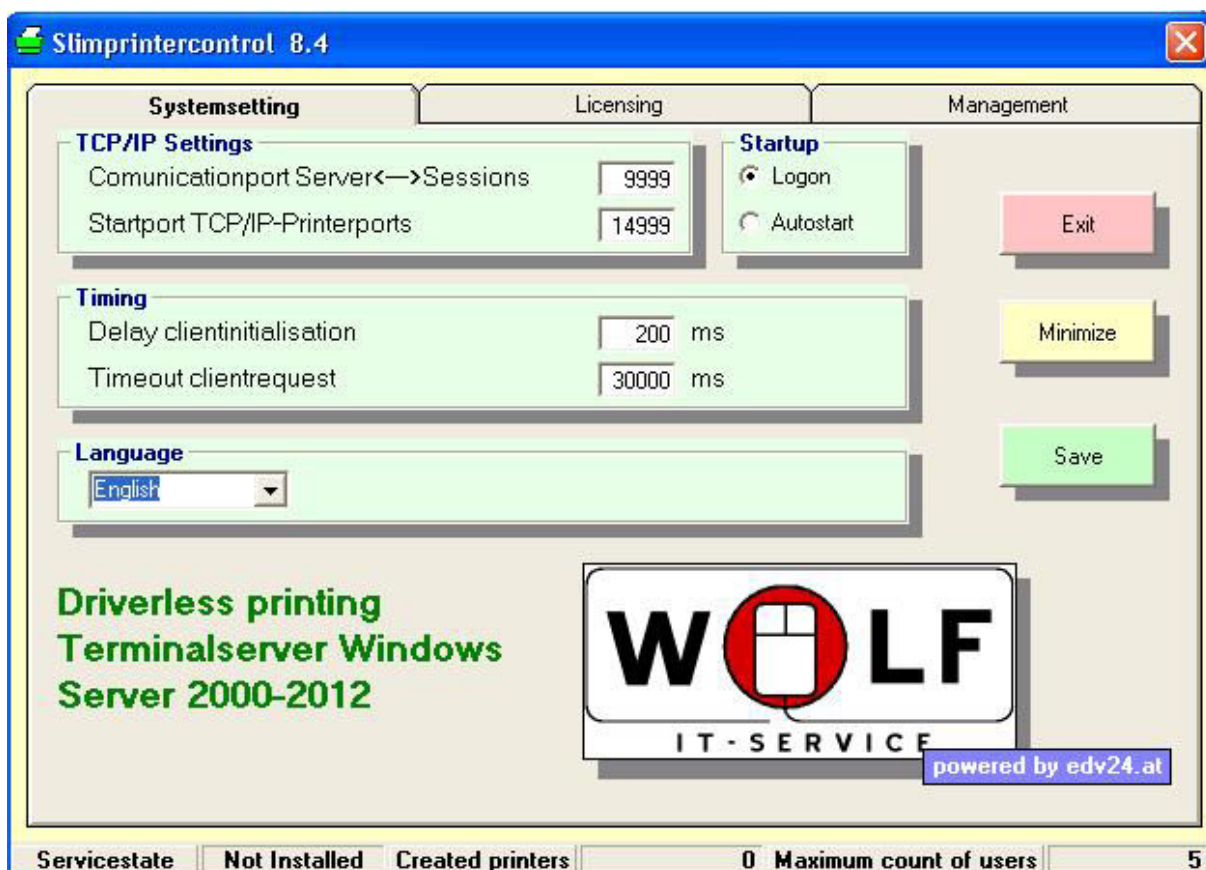 Slimprintercontrol 8.4
Systemsetting Licensing Management
TCP/IP Settings
Comunicationport Server<-->Sessions 9999
Startport TCP/IP-Printerports 14999
Startup
Logon
Autostart
Exit
Timing
Delay clientinitialisation 200 ms
Timeout clientrequest 30000 ms
Minimize
Language
English
Save
Driverless printing
Terminalserver Windows
Server 2000-2012
WOLF
IT-SERVICE
powered by edv24.at
Servicestate Not Installed Created printers 0 Maximum count of users 5